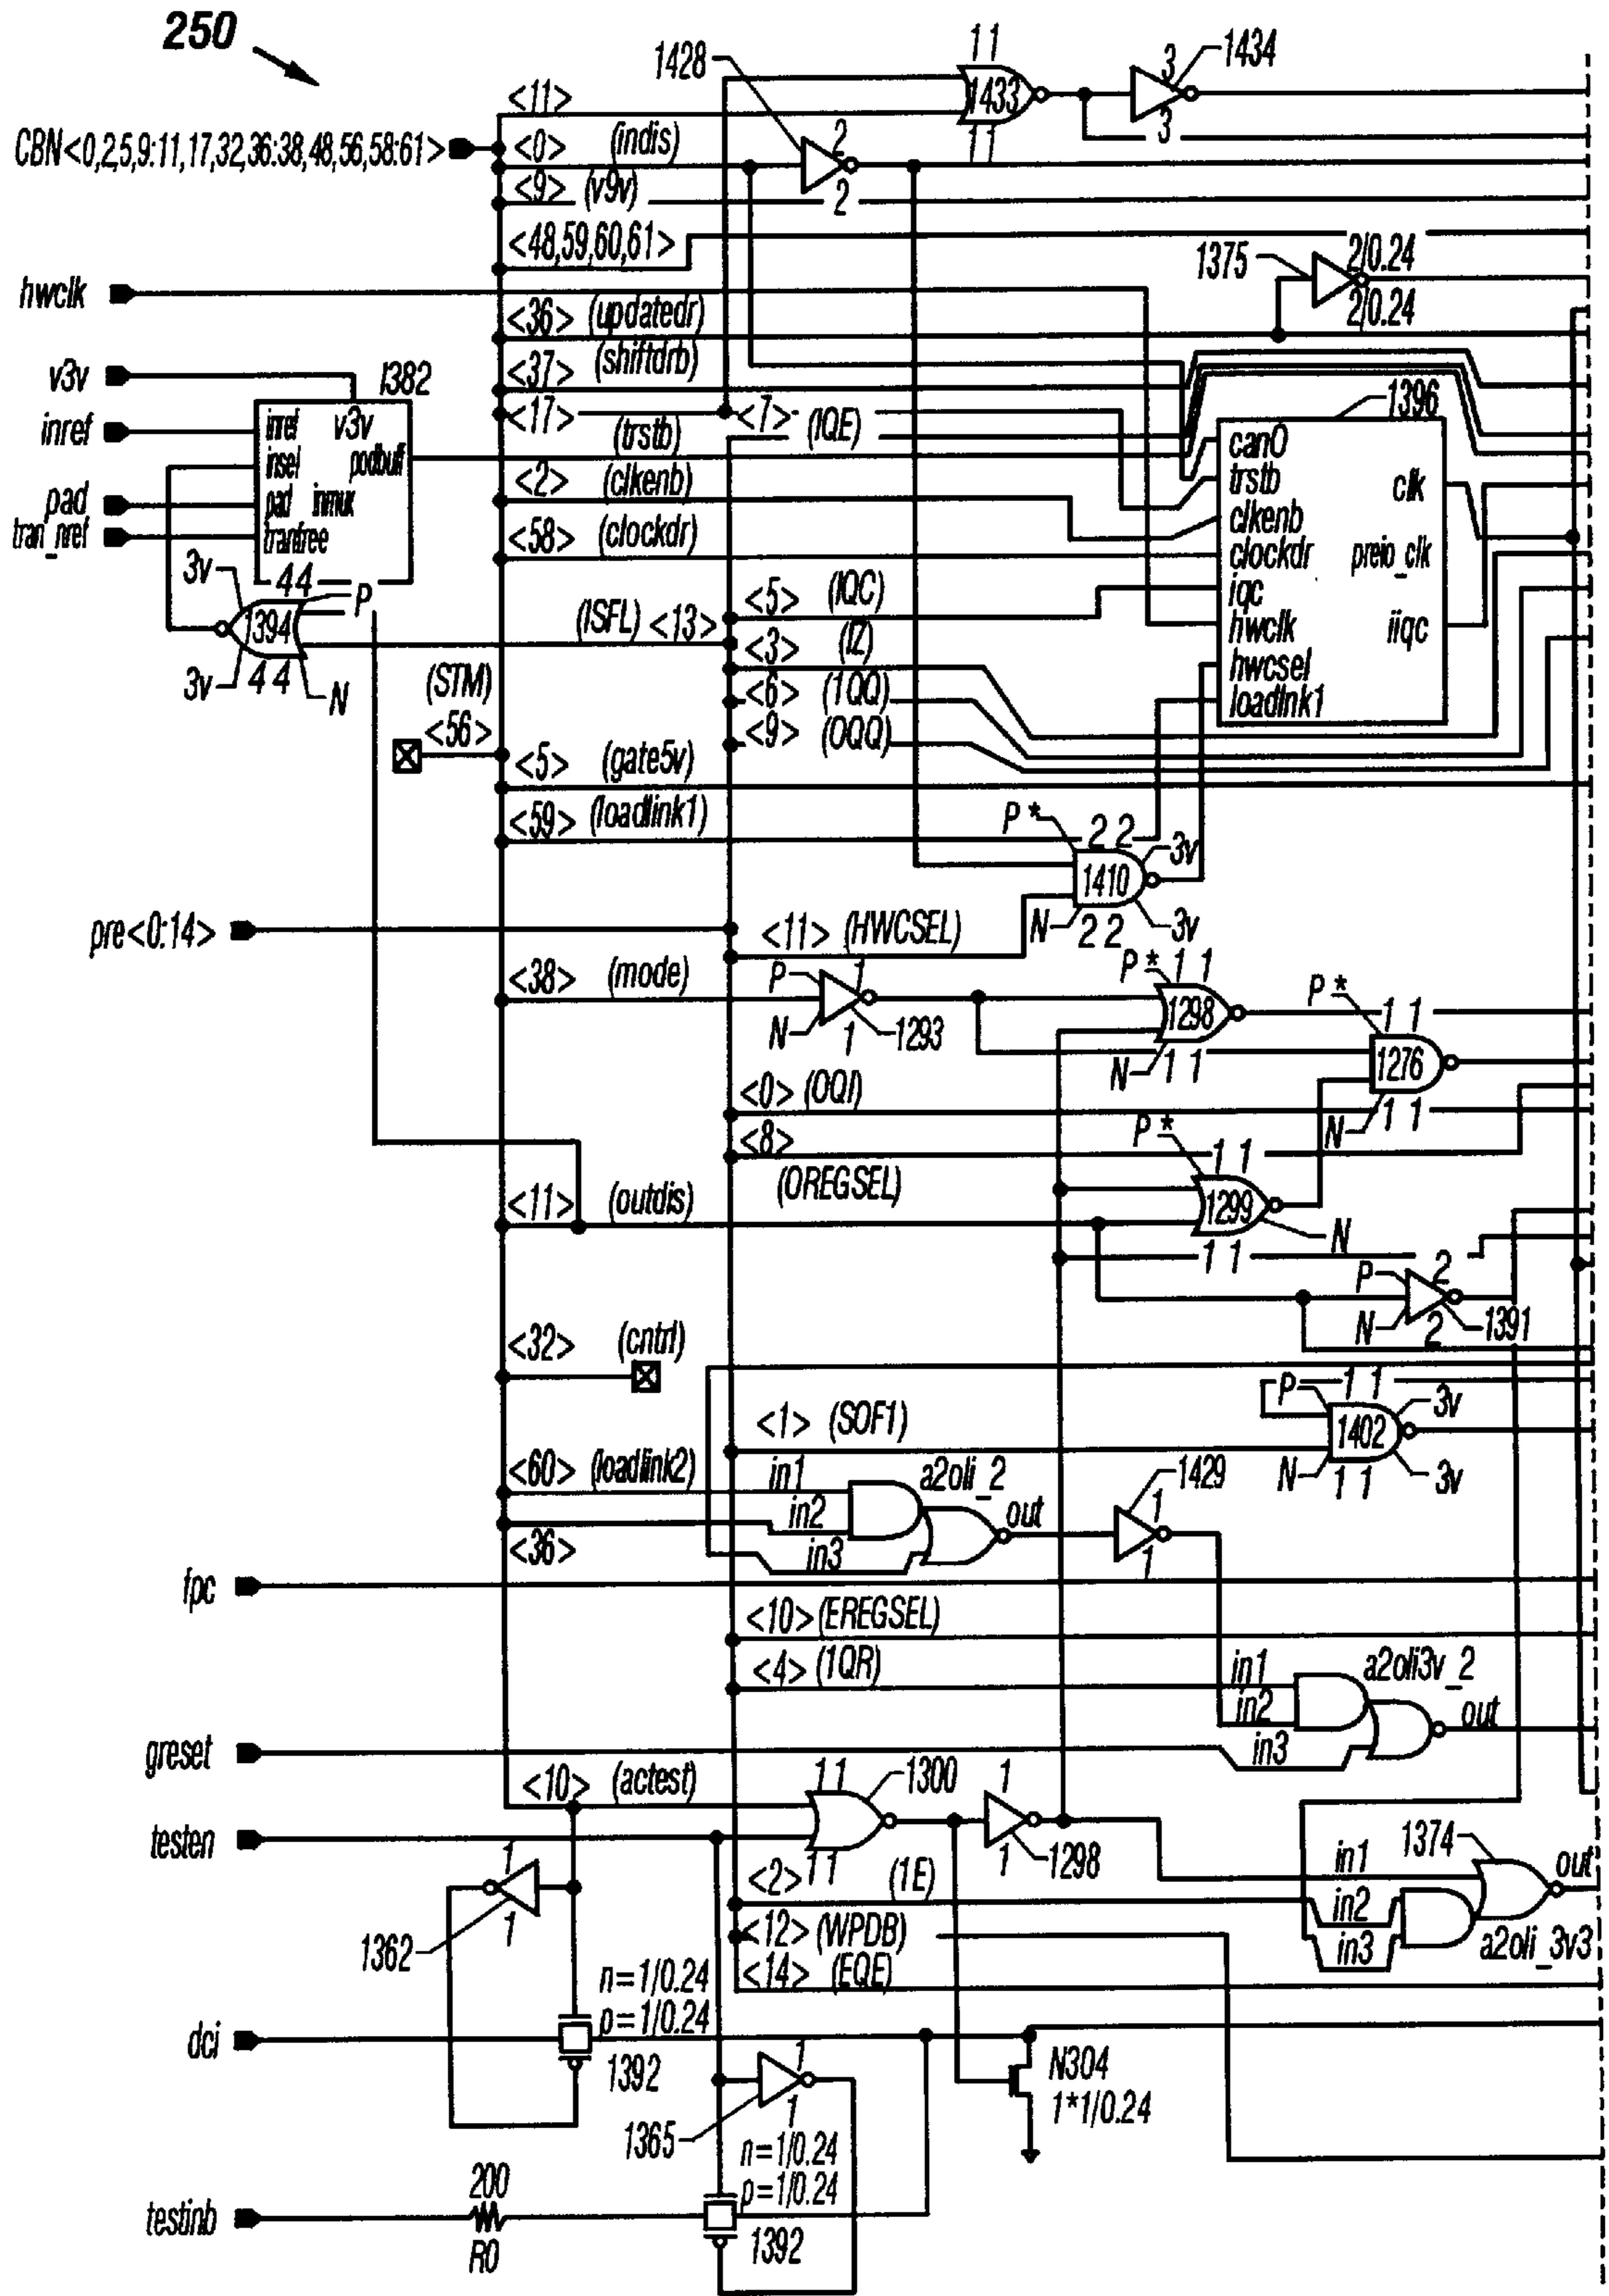 250
1428
11
1433
11
3
1434
3
CBN<0,2,5,9:11,17,32,36:38,48,56,58:61>
<11>
<0> (indis)
2
2
<9> (v9v)
<48,59,60,61>
1375
2/0.24
2/0.24
hwclk
<36> (updatedr)
v3v
I382
<37> (shiftdrb)
inref
inref v3v
insel podbuff
pad
pad inmux
tran_nref
tranfree
<17>
<7> (IQE)
(trstb)
1396
<2> (clkenb)
<58> (clockdr)
can0
trstb
clkenb
clockdr
iqc
hwclk
hwcsel
loadlnk1
clk
preio_clk
iiqc
3v
44
P
1394
3v
44
N
(ISFL) <13>
<5> (IQC)
<3> (IZ)
<6> (1QQ)
<9> (OQQ)
(STM)
<56>
<5> (gate5v)
<59> (loadlink1)
P*
22
3v
1410
N
22
3v
pre<0:14>
<11> (HWCSEL)
<38> (mode)
P
1
N
1
1293
P*
11
1298
N
11
P*
11
1276
N
11
<0> (OQI)
<8>
(OREGSEL)
P*
11
1299
N
11
<11> (outdis)
P
2
N
2
1391
<32> (cntrl)
P
11
3v
1402
N
11
3v
<1> (SOF1)
<60> (loadlink2)
in1
in2
in3
a2oli_2
out
1429
1
1
<36>
fpc
<10> (EREGSEL)
<4> (1QR)
in1
in2
in3
a2oli3v_2
out
greset
<10> (actest)
11
1300
11
1
1298
1
testen
1
1
1362
<2> (1E)
<12> (WPDB)
<14> (EQE)
1374
in1
in2
in3
out
a2oli_3v3
n=1/0.24
p=1/0.24
1392
dci
1
1
1365
N304
1*1/0.24
n=1/0.24
p=1/0.24
1392
testinb
200
R0